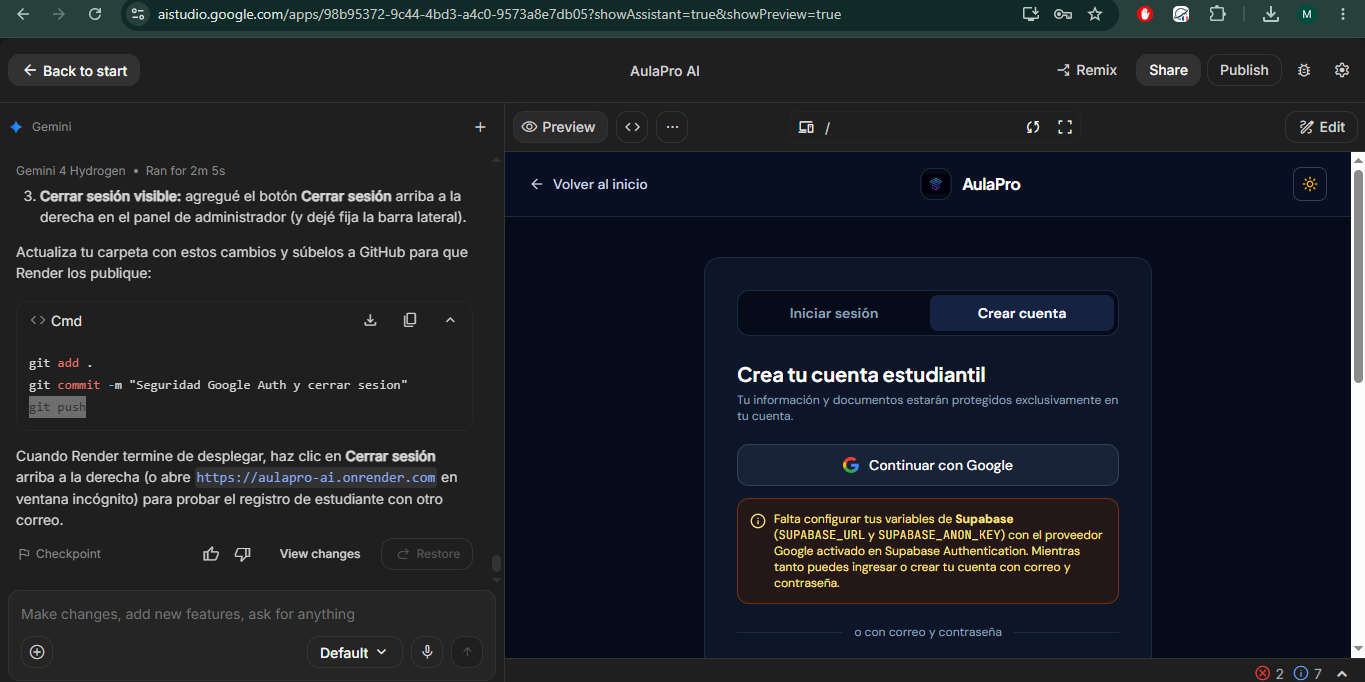 aistudio.google.com/apps/98b95372-9c44-4bd3-a4c0-9573a8e7db05?showAssistant=true&showPreview=true
M
Back to start
AulaPro AI
Remix
Share
Publish
Gemini
Preview
/
Edit
Gemini 4 Hydrogen • Ran for 2m 5s
3. Cerrar sesión visible: agregué el botón Cerrar sesión arriba a la
derecha en el panel de administrador (y dejé fija la barra lateral).
Actualiza tu carpeta con estos cambios y súbelos a GitHub para que
Render los publique:
<> Cmd
git add .
git commit -m "Seguridad Google Auth y cerrar sesion"
git push
Cuando Render termine de desplegar, haz clic en Cerrar sesión
arriba a la derecha (o abre https://aulapro-ai.onrender.com en
ventana incógnito) para probar el registro de estudiante con otro
correo.
Checkpoint
View changes
Restore
Make changes, add new features, ask for anything
Default
Volver al inicio
AulaPro
Iniciar sesión
Crear cuenta
Crea tu cuenta estudiantil
Tu información y documentos estarán protegidos exclusivamente en
tu cuenta.
Continuar con Google
Falta configurar tus variables de Supabase
(SUPABASE_URL y SUPABASE_ANON_KEY) con el proveedor
Google activado en Supabase Authentication. Mientras
tanto puedes ingresar o crear tu cuenta con correo y
contraseña.
o con correo y contraseña
2
7